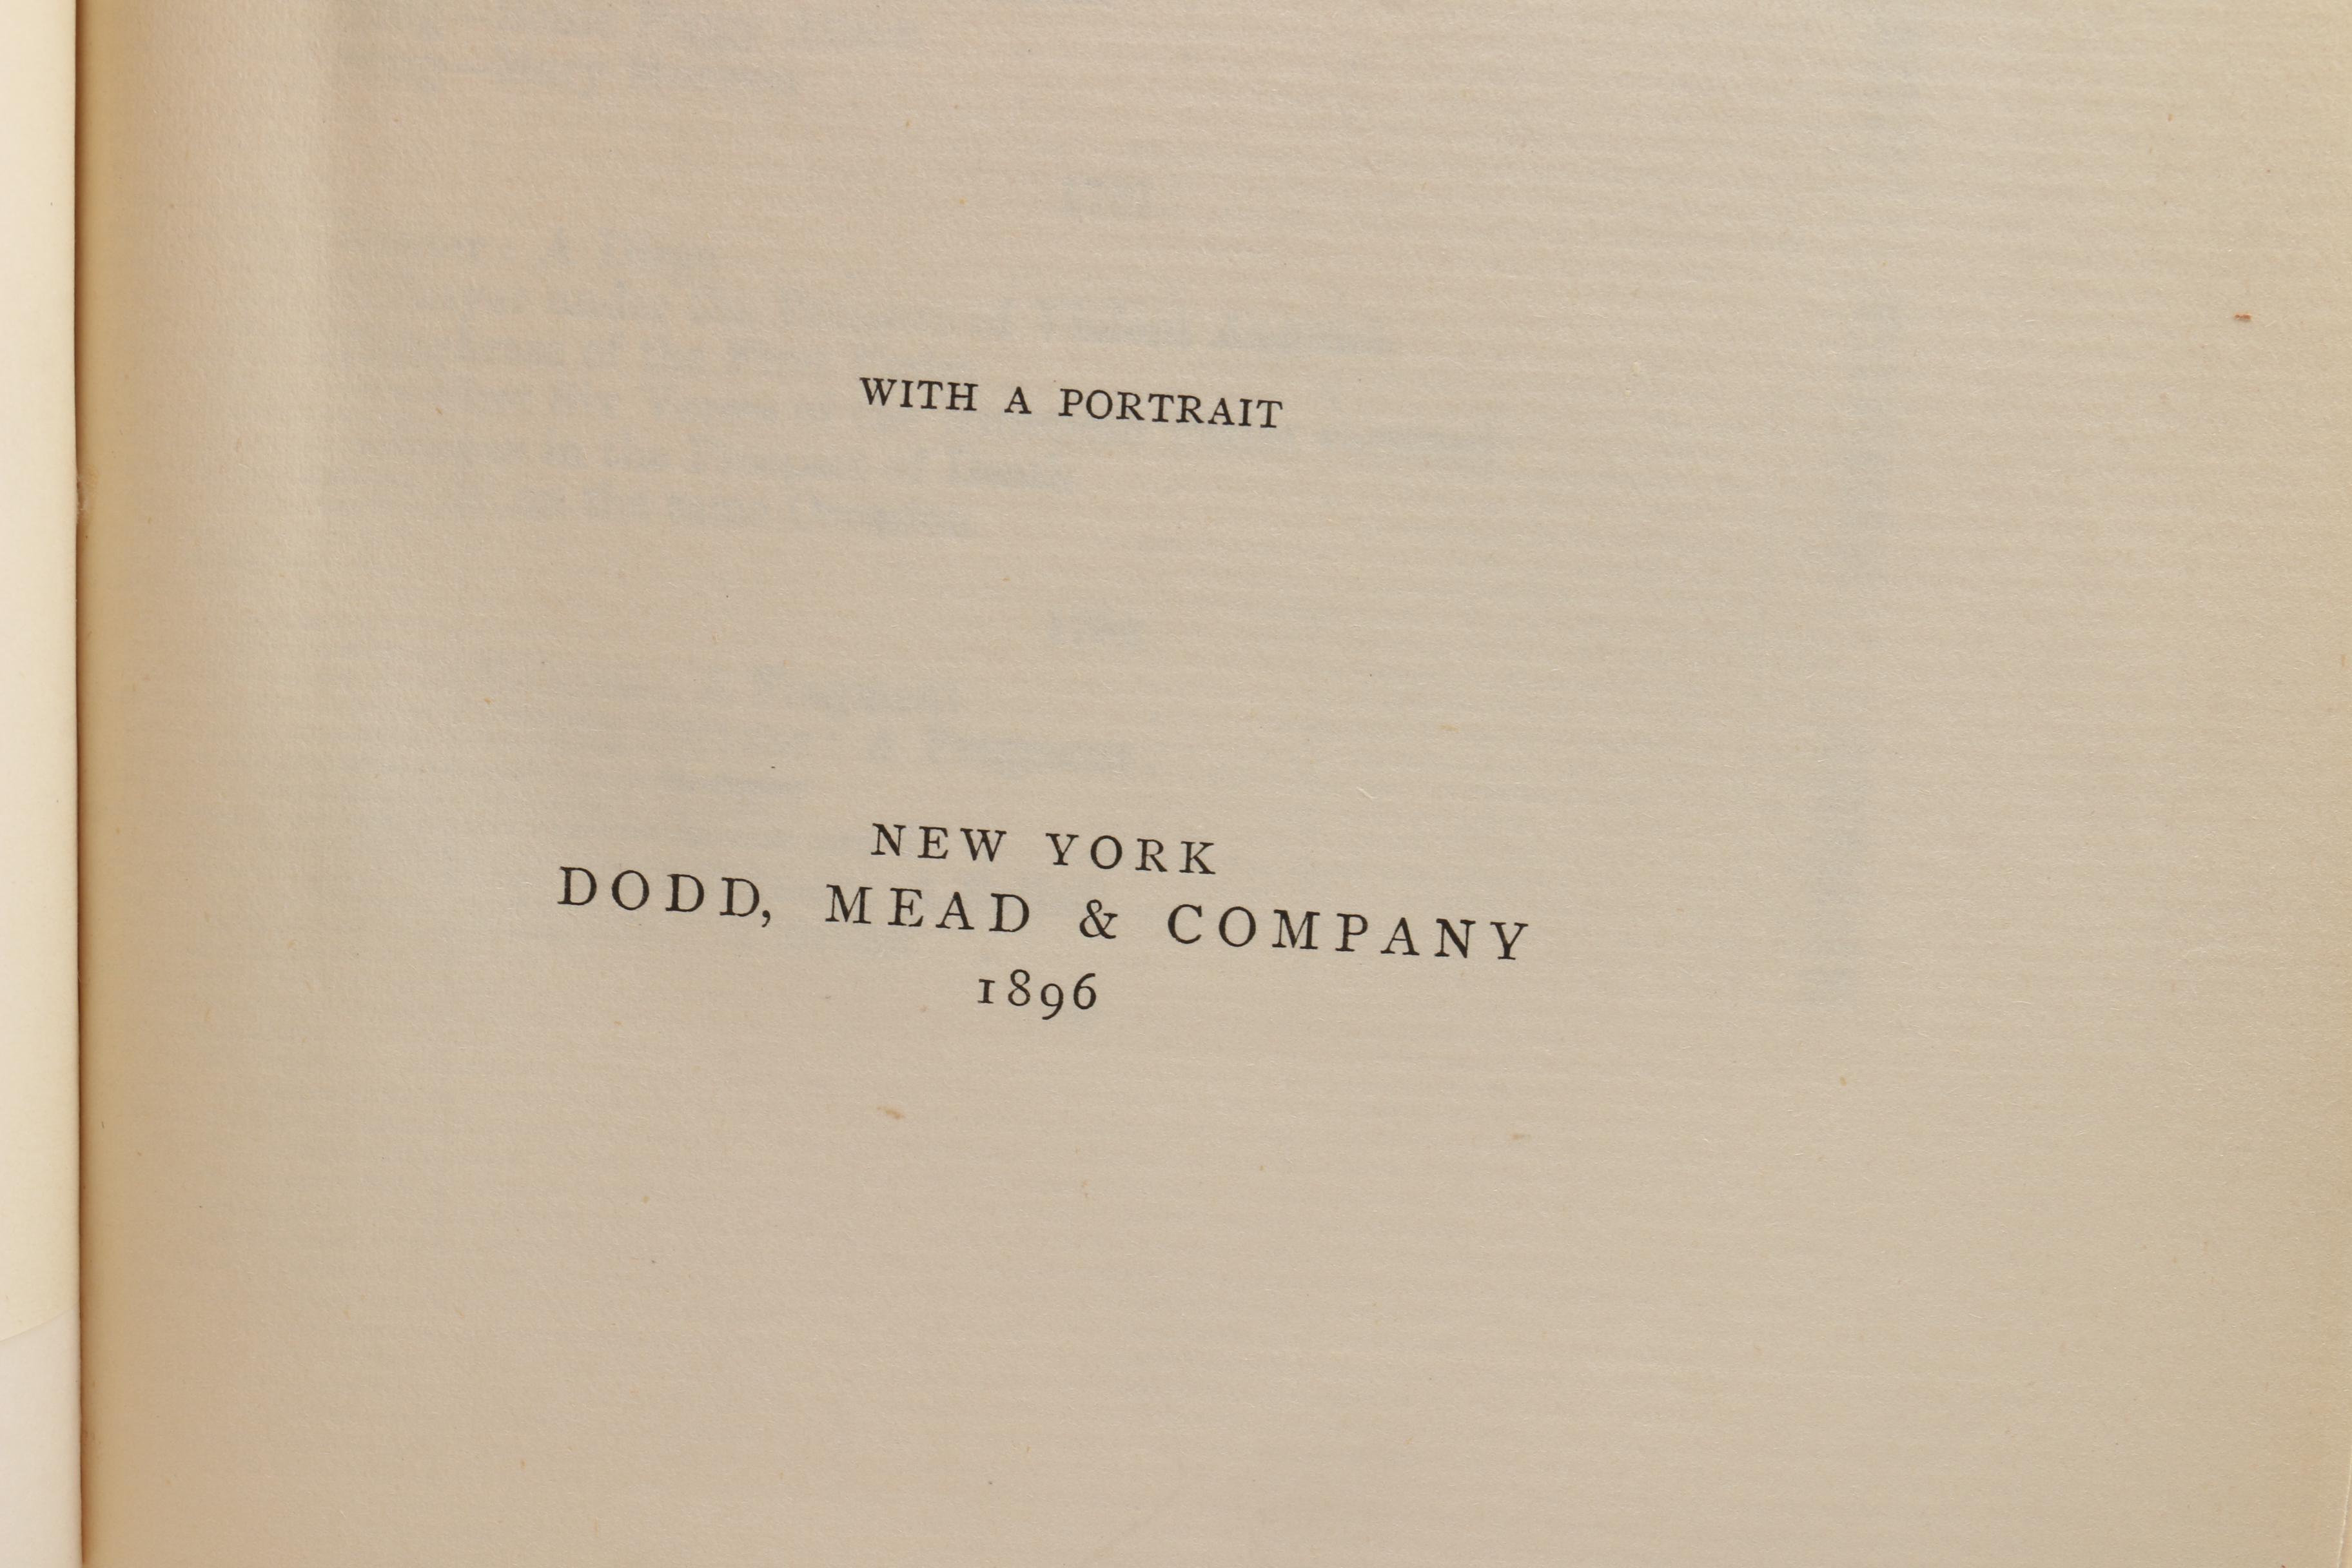 WITH A PORTRAIT
NEW YORK
DODD, MEAD & COMPANY
1896